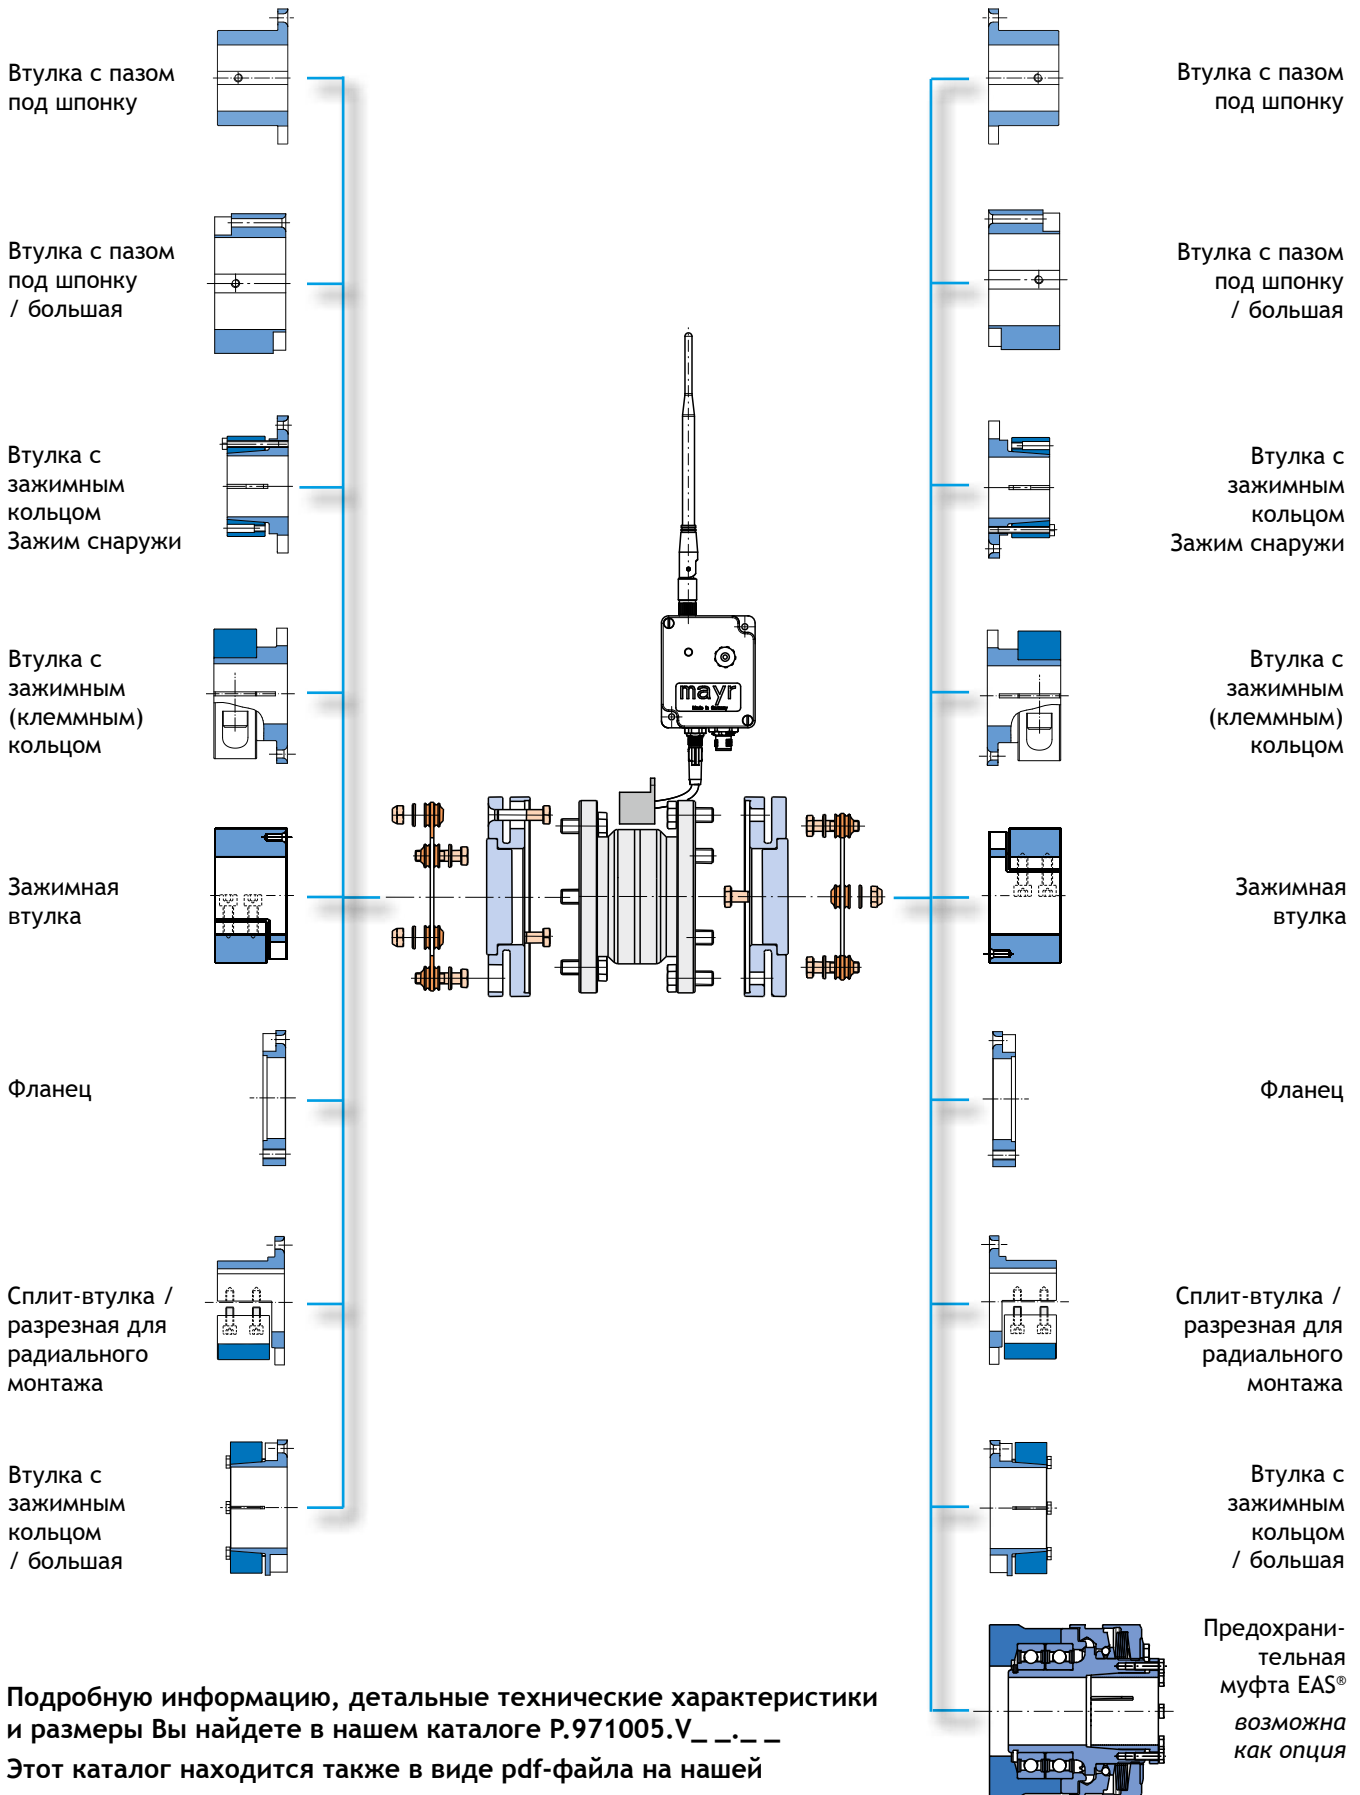 Втулка с пазом
под шпонку
Втулка с пазом
под шпонку
/ большая
Втулка с
зажимным
кольцом
Зажим снаружи
Втулка с
зажимным
(клеммным)
кольцом
Зажимная
втулка
Фланец
Сплит-втулка /
разрезная для
радиального
монтажа
Втулка с
зажимным
кольцом
/ большая
mayr
Made in Germany
Втулка с пазом
под шпонку
Втулка с пазом
под шпонку
/ большая
Втулка с
зажимным
кольцом
Зажим снаружи
Втулка с
зажимным
(клеммным)
кольцом
Зажимная
втулка
Фланец
Сплит-втулка /
разрезная для
радиального
монтажа
Втулка с
зажимным
кольцом
/ большая
Предохрани-
тельная
муфта EAS®
возможна
как опция
Подробную информацию, детальные технические характеристики
и размеры Вы найдете в нашем каталоге P.971005.V_ _._ _
Этот каталог находится также в виде pdf-файла на нашей